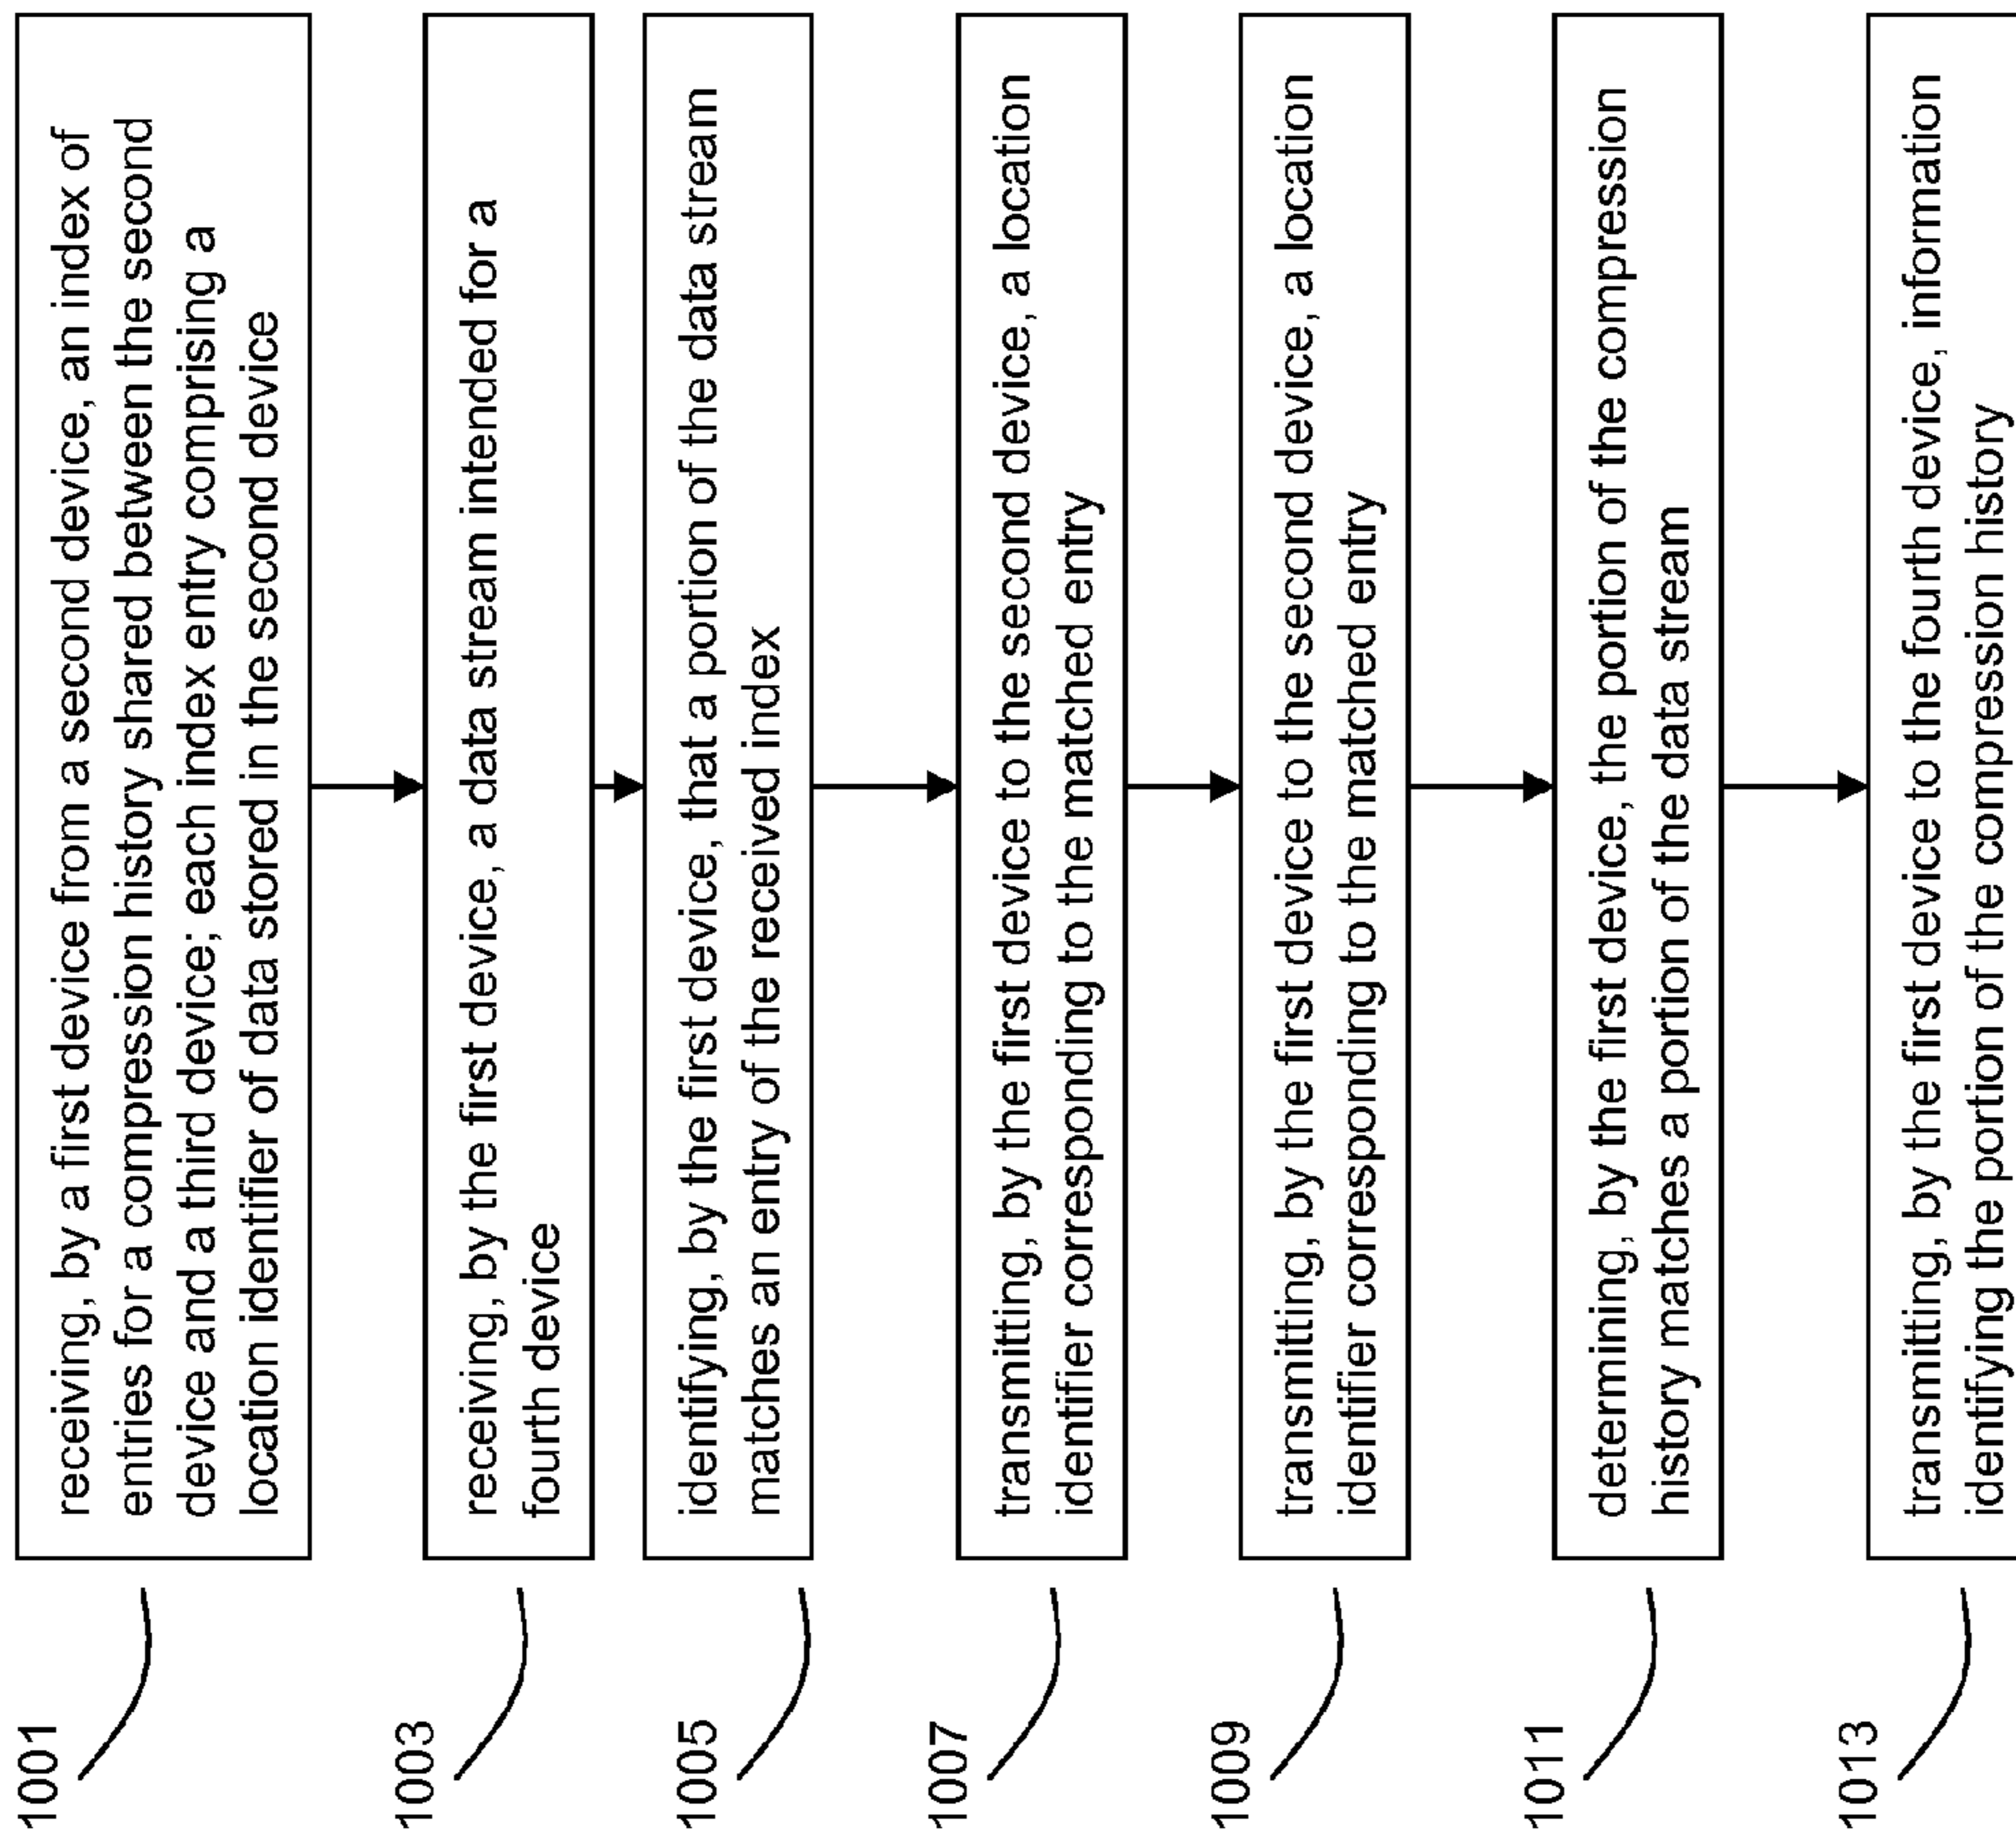 1001
receiving, by a first device from a second device, an index of
entries for a compression history shared between the second
device and a third device; each index entry comprising a
location identifier of data stored in the second device
1003
receiving, by the first device, a data stream intended for a
fourth device
1005
identifying, by the first device, that a portion of the data stream
matches an entry of the received index
1007
transmitting, by the first device to the second device, a location
identifier corresponding to the matched entry
1009
transmitting, by the first device to the second device, a location
identifier corresponding to the matched entry
1011
determining, by the first device, the portion of the compression
history matches a portion of the data stream
1013
transmitting, by the first device to the fourth device, information
identifying the portion of the compression history